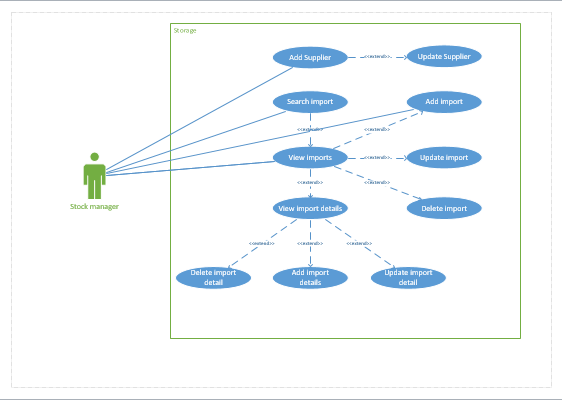 Storage
Add Supplier
<<extend>>
Update Supplier
Search import
Add import
<<extend>>
<<extend>>
View imports
<<extend>>
Update import
<<extend>>
<<extend>>
Stock manager
View import details
Delete import
<<extend>>
<<extend>>
<<extend>>
Delete import
detail
Add import
details
Update import
detail